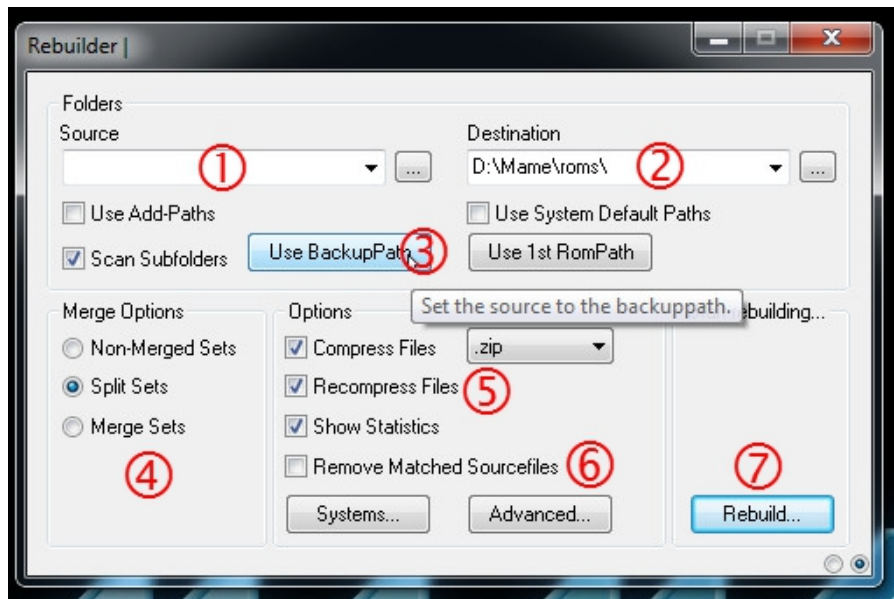 Rebuilder |
Folders
Source
Destination
①
...
D:\Mame\roms\
②
...
Use Add-Paths
Use System Default Paths
Scan Subfolders
Use BackupPath
③
Use 1st RomPath
Set the source to the backuppath.
Merge Options
Options
ebuilding...
Non-Merged Sets
Compress Files
.zip
Split Sets
Recompress Files
⑤
Merge Sets
Show Statistics
④
Remove Matched Sourcefiles
⑥
⑦
Systems...
Advanced...
Rebuild...